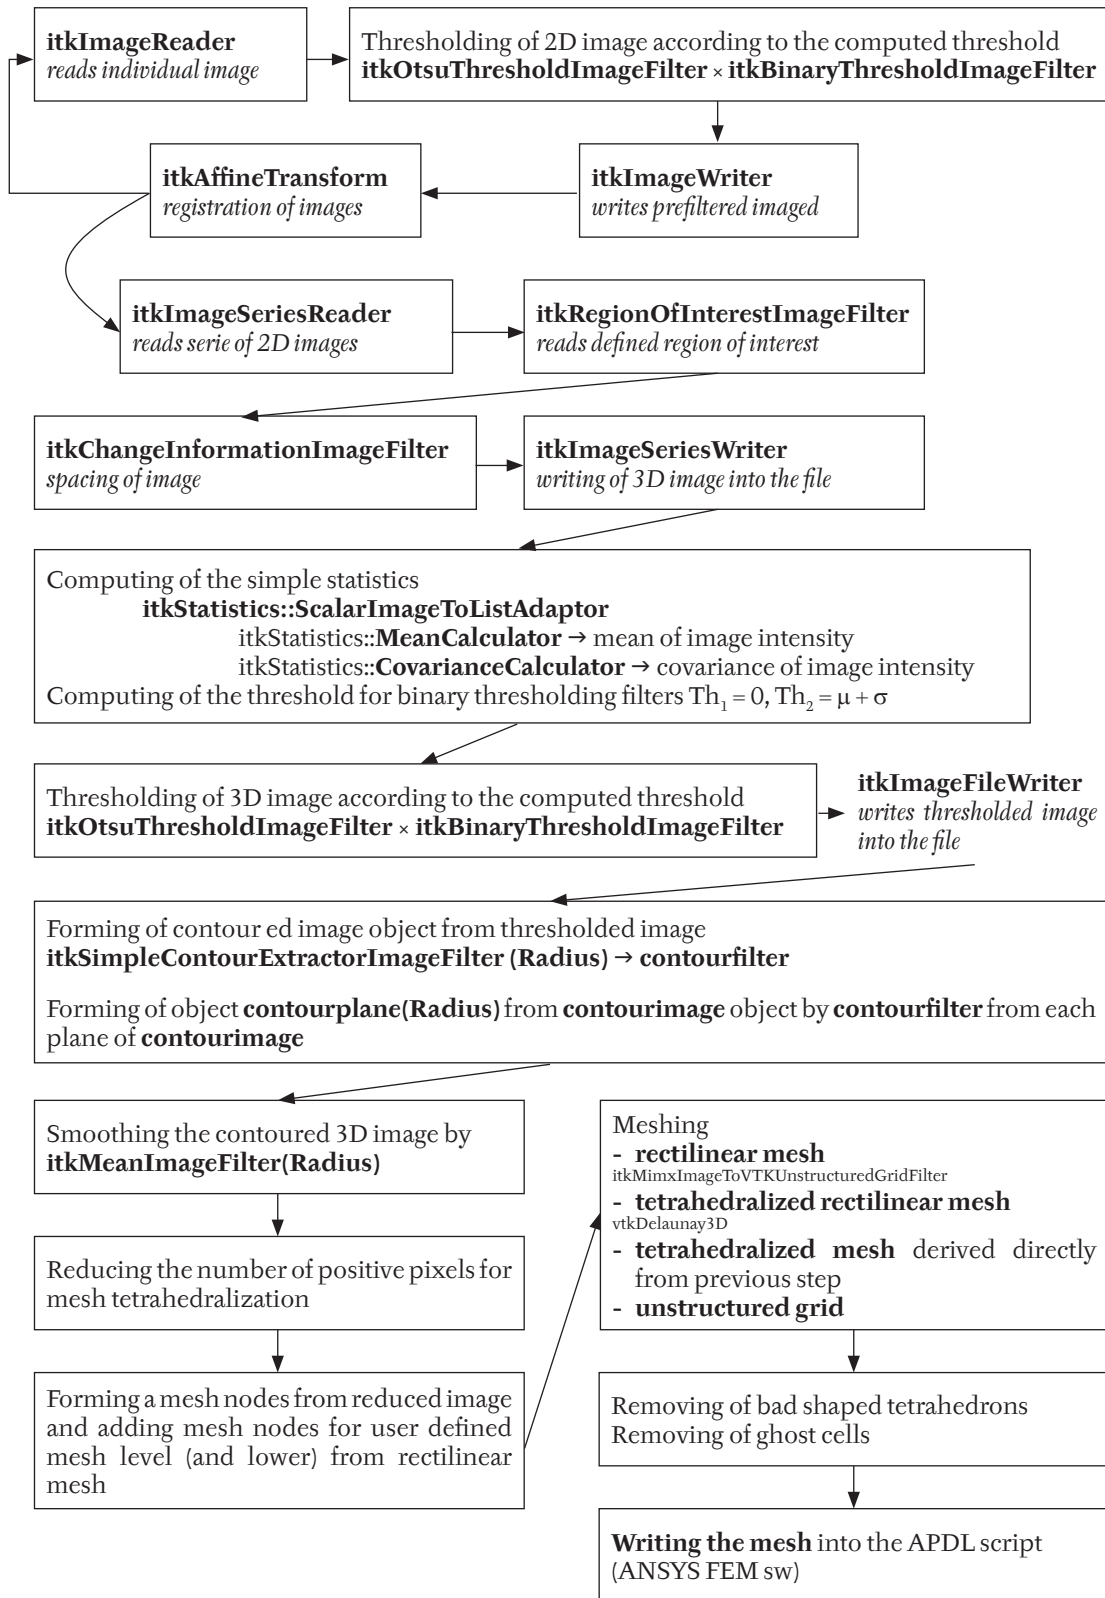 itkImageReader
reads individual image
Thresholding of 2D image according to the computed threshold
itkOtsuThresholdImageFilter × itkBinaryThresholdImageFilter
itkAffineTransform
registration of images
itkImageWriter
writes prefiltered imaged
itkImageSeriesReader
reads serie of 2D images
itkRegionOfInterestImageFilter
reads defined region of interest
itkChangeInformationImageFilter
spacing of image
itkImageSeriesWriter
writing of 3D image into the file
Computing of the simple statistics
itkStatistics::ScalarImageToListAdaptor
itkStatistics::MeanCalculator → mean of image intensity
itkStatistics::CovarianceCalculator → covariance of image intensity
Computing of the threshold for binary thresholding filters Th₁ = 0, Th₂ = μ + σ
Thresholding of 3D image according to the computed threshold
itkOtsuThresholdImageFilter × itkBinaryThresholdImageFilter
itkImageFileWriter
writes thresholded image
into the file
Forming of contour ed image object from thresholded image
itkSimpleContourExtractorImageFilter (Radius) → contourfilter
Forming of object contourplane(Radius) from contourimage object by contourfilter from each
plane of contourimage
Smoothing the contoured 3D image by
itkMeanImageFilter(Radius)
Reducing the number of positive pixels for
mesh tetrahedralization
Forming a mesh nodes from reduced image
and adding mesh nodes for user defined
mesh level (and lower) from rectilinear
mesh
Meshing
- rectilinear mesh
itkMimxImageToVTKUnstructuredGridFilter
- tetrahedralized rectilinear mesh
vtkDelaunay3D
- tetrahedralized mesh derived directly
from previous step
- unstructured grid
Removing of bad shaped tetrahedrons
Removing of ghost cells
Writing the mesh into the APDL script
(ANSYS FEM sw)